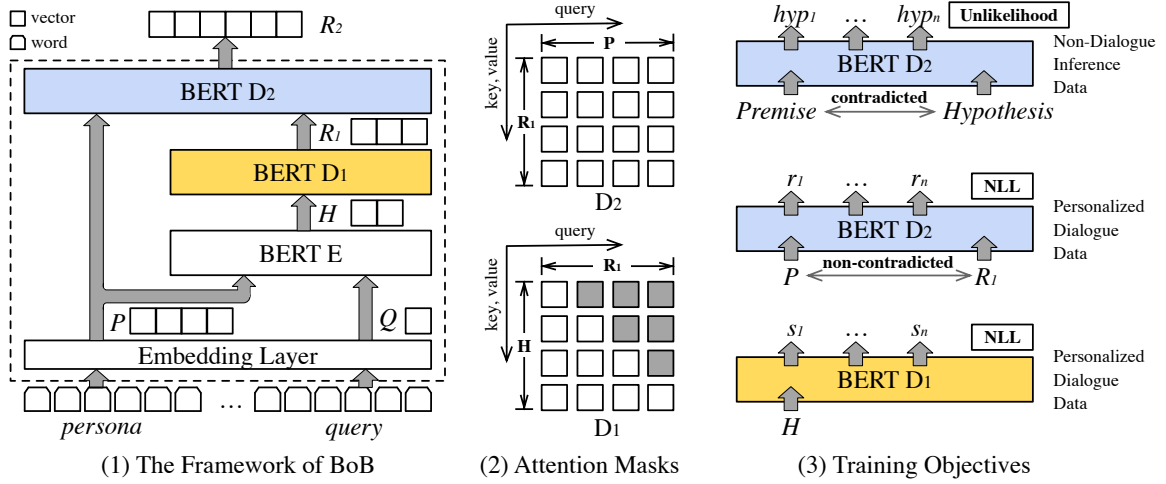 vector
word
R2
BERT D2
R1
BERT D1
H
BERT E
P
Q
Embedding Layer
...
persona
query
(1) The Framework of BoB
query
key, value
P
R1
D2
query
key, value
R1
H
D1
(2) Attention Masks
hyp1 ... hypn
Unlikelihood
BERT D2
Non-Dialogue
Inference
Data
Premise contradicted Hypothesis
r1 ... rn
NLL
BERT D2
Personalized
Dialogue
Data
P non-contradicted R1
s1 ... sn
NLL
BERT D1
Personalized
Dialogue
Data
H
(3) Training Objectives